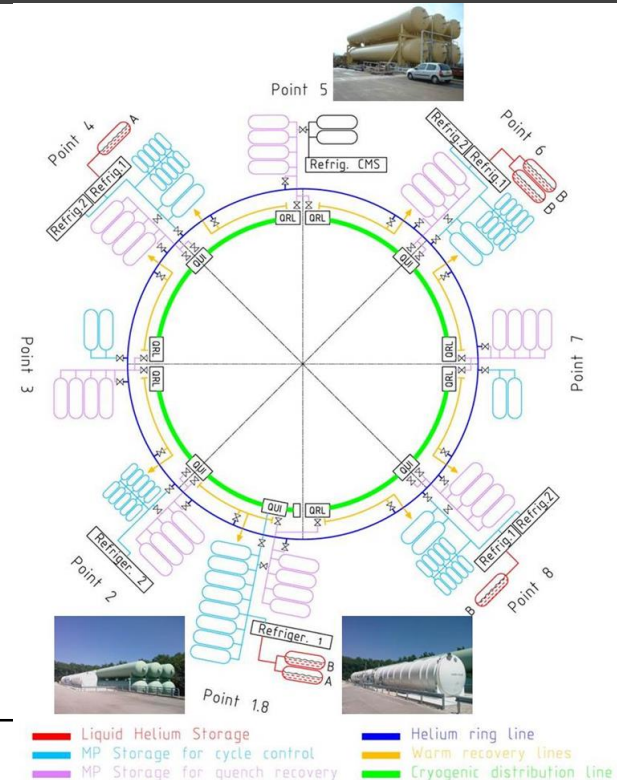 Point 5
Refrig. CMS
QRL
QRL
Point 4
A
Refrig.2
Refrig.1
QUI
Point 6
Refrig.2
Refrig.1
B
B
QUI
Point 3
QRL
QRL
Point 7
QRL
QRL
Point 2
Refriger. 2
QUI
Point 8
Refrig.1
Refrig.2
B
QUI
QUI
QRL
Refriger. 1
B
A
Point 1.8
Liquid Helium Storage
MP Storage for cycle control
MP Storage for quench recovery
Helium ring line
Warm recovery lines
Cryogenic distribution line